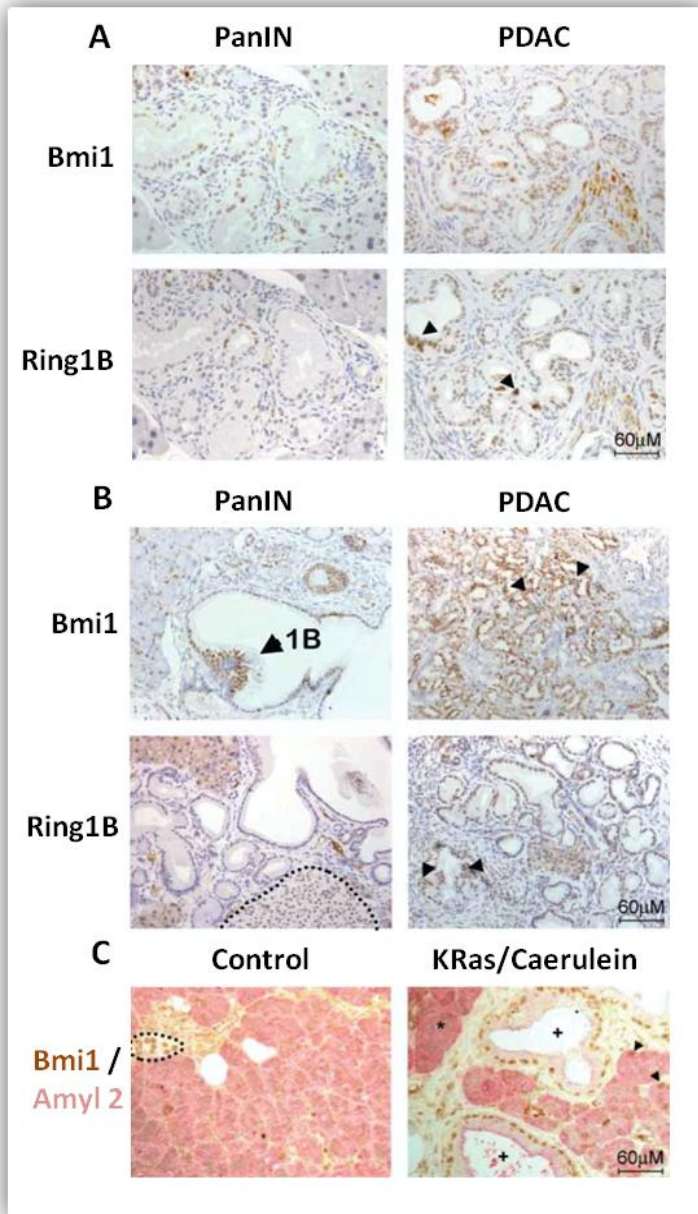 A
PanIN PDAC
Bmi1
Ring1B
60µM
B
PanIN PDAC
Bmi1
1B
Ring1B
60µM
C
Control KRas/Caerulein
Bmi1 /
Amyl 2
*
+
+
60µM